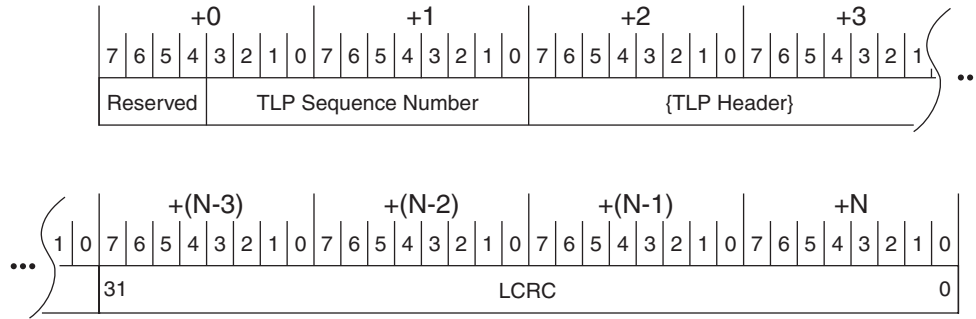 +0 +1 +2 +3
7 6 5 4 3 2 1 0 7 6 5 4 3 2 1 0 7 6 5 4 3 2 1 0 7 6 5 4 3 2 1
Reserved TLP Sequence Number {TLP Header}
+(N-3) +(N-2) +(N-1) +N
1 0 7 6 5 4 3 2 1 0 7 6 5 4 3 2 1 0 7 6 5 4 3 2 1 0 7 6 5 4 3 2 1 0
31 LCRC 0